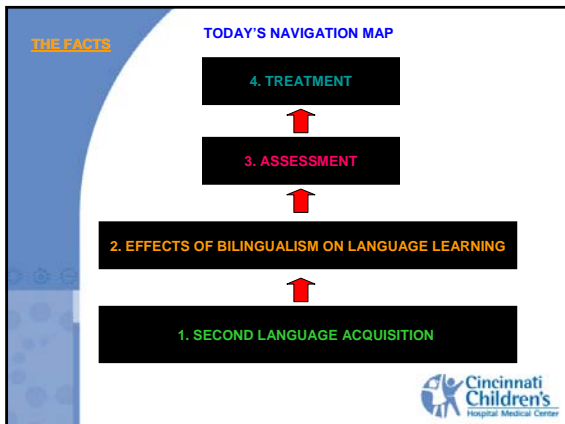 THE FACTS
TODAY'S NAVIGATION MAP
4. TREATMENT
3. ASSESSMENT
2. EFFECTS OF BILINGUALISM ON LANGUAGE LEARNING
1. SECOND LANGUAGE ACQUISITION
Cincinnati
Children's
Hospital Medical Center